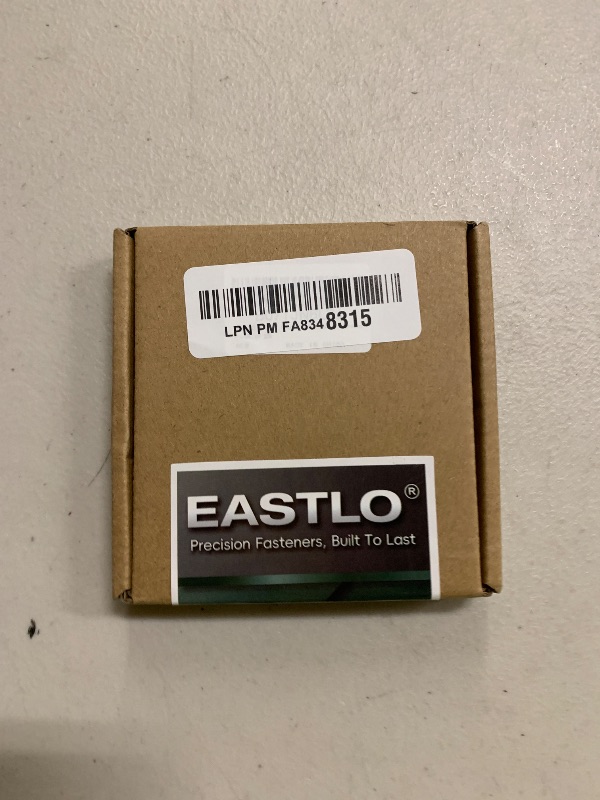 LPN PM FA8348315
EASTLO®
Precision Fasteners, Built To Last